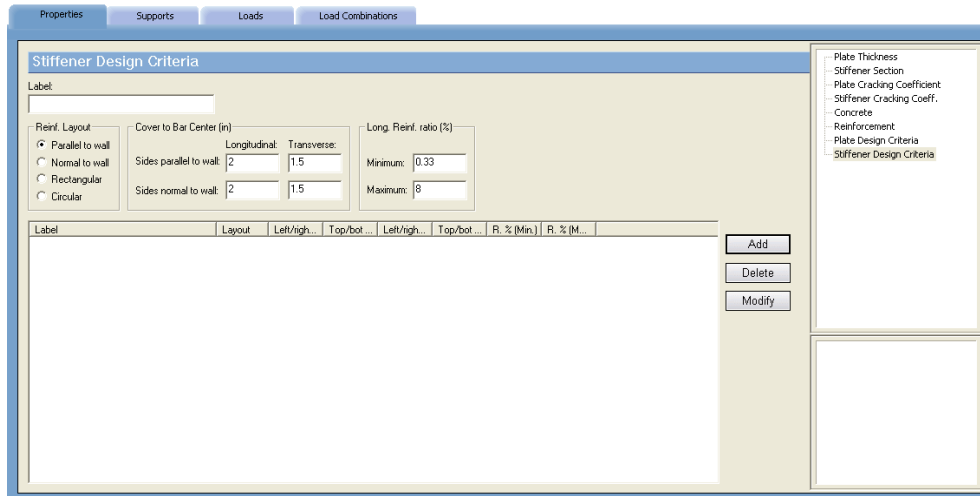 Properties Supports Loads Load Combinations
Stiffener Design Criteria
Label:
Reinf. Layout
Parallel to wall
Normal to wall
Rectangular
Circular
Cover to Bar Center (in)
Longitudinal: Transverse:
Sides parallel to wall: 2 1.5
Sides normal to wall: 2 1.5
Long. Reinf. ratio (%)
Minimum: 0.33
Maximum: 8
Label Layout Left/righ... Top/bot ... Left/righ... Top/bot ... R. % (Min.) R. % (M...
Add
Delete
Modify
Plate Thickness
Stiffener Section
Plate Cracking Coefficient
Stiffener Cracking Coeff.
Concrete
Reinforcement
Plate Design Criteria
Stiffener Design Criteria